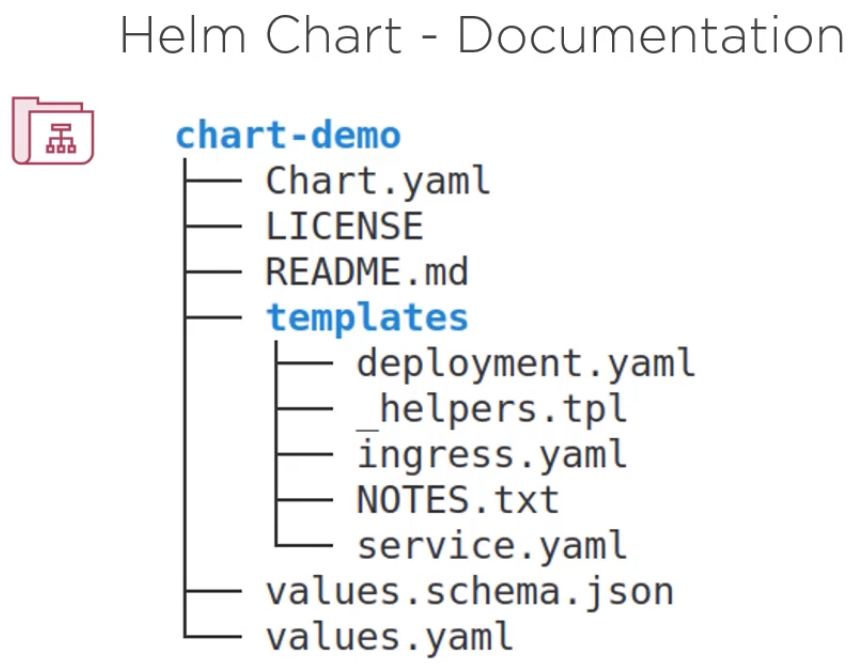 Helm Chart - Documentation
chart-demo
Chart.yaml
LICENSE
README.md
templates
deployment.yaml
_helpers.tpl
ingress.yaml
NOTES.txt
service.yaml
values.schema.json
values.yaml